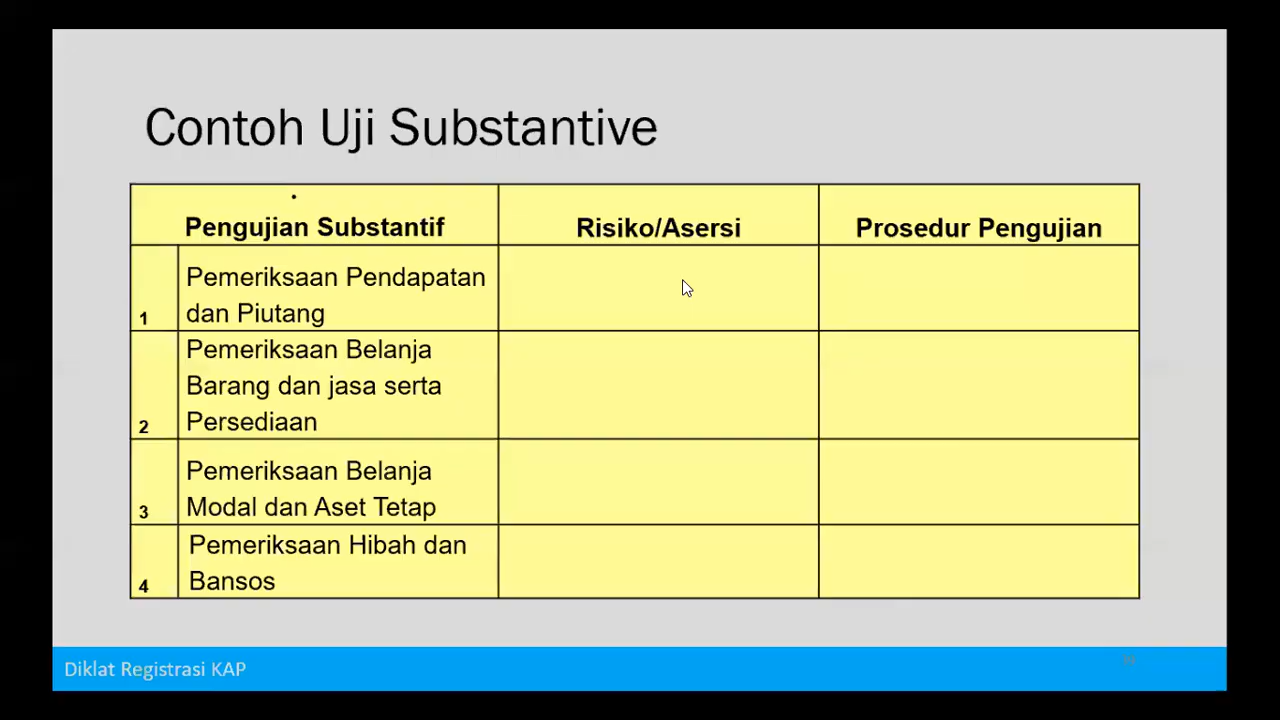 Contoh Uji Substantive
Pengujian Substantif
Risiko/Asersi
Prosedur Pengujian
1
Pemeriksaan Pendapatan
dan Piutang
2
Pemeriksaan Belanja
Barang dan jasa serta
Persediaan
3
Pemeriksaan Belanja
Modal dan Aset Tetap
4
Pemeriksaan Hibah dan
Bansos
Diklat Registrasi KAP